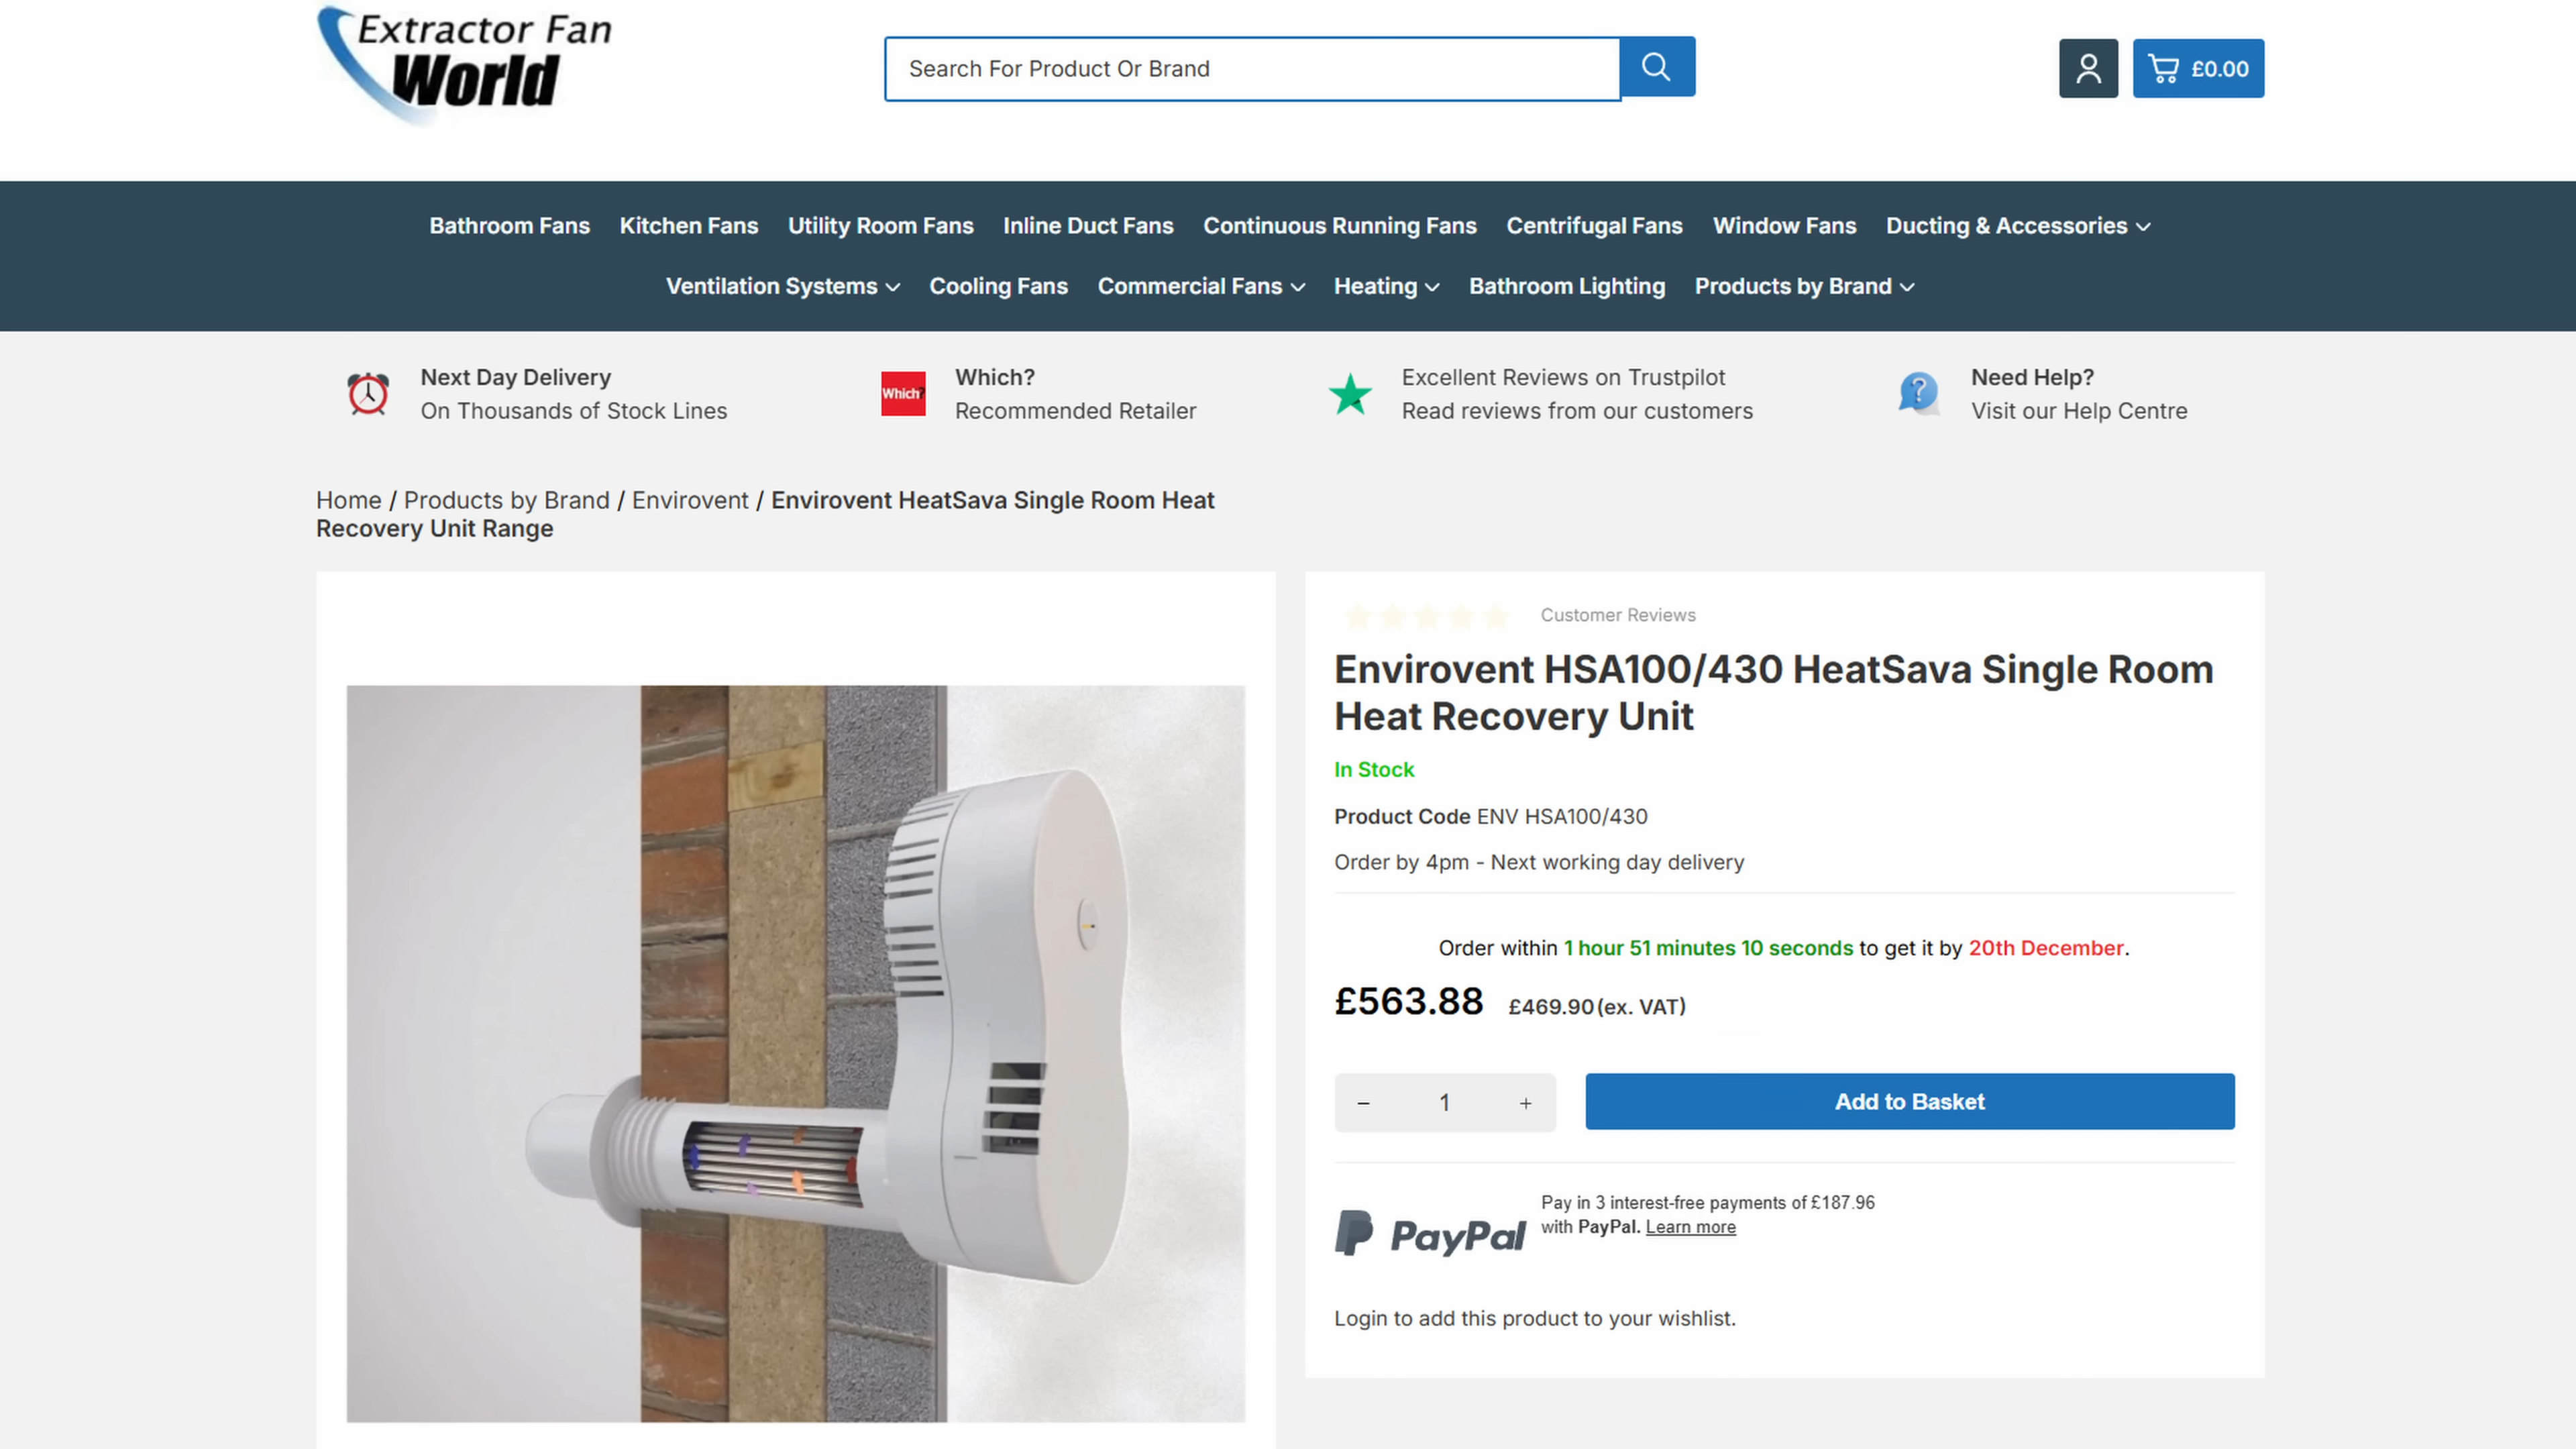 Extractor Fan
World
Search For Product Or Brand
£0.00
Bathroom Fans Kitchen Fans Utility Room Fans Inline Duct Fans Continuous Running Fans Centrifugal Fans Window Fans Ducting & Accessories
Ventilation Systems Cooling Fans Commercial Fans Heating Bathroom Lighting Products by Brand
Next Day Delivery
On Thousands of Stock Lines
Which?
Which?
Recommended Retailer
Excellent Reviews on Trustpilot
Read reviews from our customers
Need Help?
Visit our Help Centre
Home / Products by Brand / Envirovent / Envirovent HeatSava Single Room Heat
Recovery Unit Range
Customer Reviews
Envirovent HSA100/430 HeatSava Single Room
Heat Recovery Unit
In Stock
Product Code ENV HSA100/430
Order by 4pm - Next working day delivery
Order within 1 hour 51 minutes 10 seconds to get it by 20th December.
£563.88 £469.90(ex. VAT)
− 1 + Add to Basket
PayPal
Pay in 3 interest-free payments of £187.96
with PayPal. Learn more
Login to add this product to your wishlist.